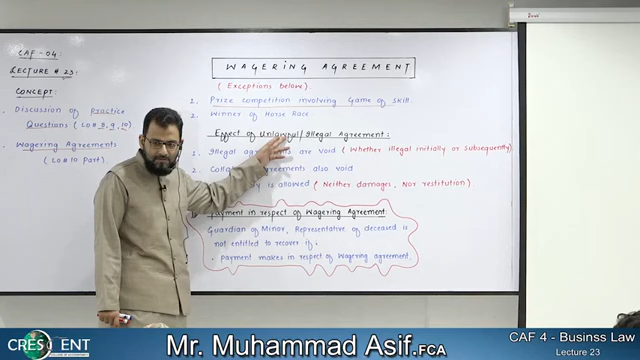 CAF - 04:
LECTURE # 23:
CONCEPT:
. Discussion of Practice
Questions (LO# 8, 9, 10)
. Wagering Agreements
(LO#10 Part).
WAGERING AGREEMENT
(Exceptions below).
1. Prize competition involving Game of Skill
2. Winner of Horse Race
Effect of Unlawful/Illegal Agreement:
1. Illegal agreements are void (Whether illegal initially or subsequently).
2. Collateral agreements also void
is allowed (Neither damages, Nor restitution)
Payment in respect of Wagering Agreement
Guardian of Minor, Representative of deceased is
not entitled to recover if:
. payment makes in respect of Wagering agreement.
CRESCENT
COLLEGE OF ACCOUNTANCY
Mr. Muhammad Asif.FCA
CAF 4 - Businss Law
Lecture 23